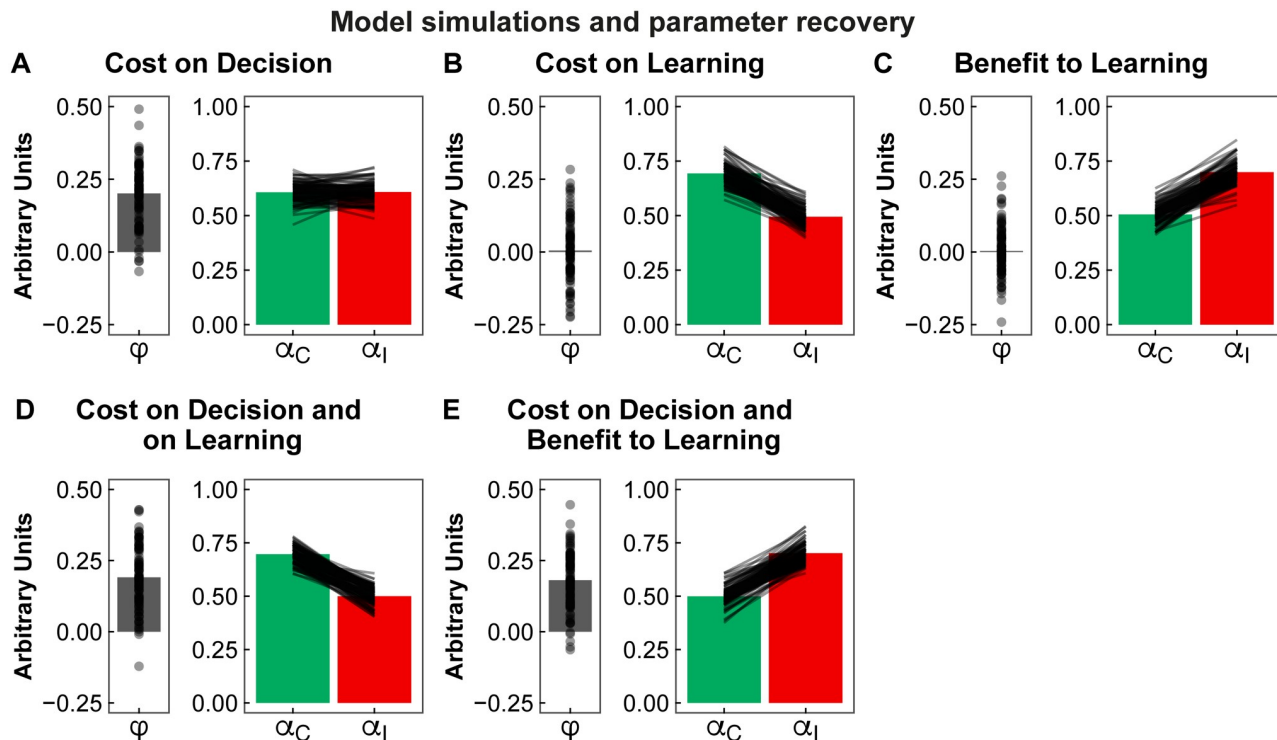 Model simulations and parameter recovery
A Cost on Decision
Arbitrary Units
0.50
0.25
0.00
−0.25
φ
1.00
0.75
0.50
0.25
0.00
αC αI
B Cost on Learning
Arbitrary Units
0.50
0.25
0.00
−0.25
φ
1.00
0.75
0.50
0.25
0.00
αC αI
C Benefit to Learning
Arbitrary Units
0.50
0.25
0.00
−0.25
φ
1.00
0.75
0.50
0.25
0.00
αC αI
D Cost on Decision and
on Learning
Arbitrary Units
0.50
0.25
0.00
−0.25
φ
1.00
0.75
0.50
0.25
0.00
αC αI
E Cost on Decision and
Benefit to Learning
Arbitrary Units
0.50
0.25
0.00
−0.25
φ
1.00
0.75
0.50
0.25
0.00
αC αI